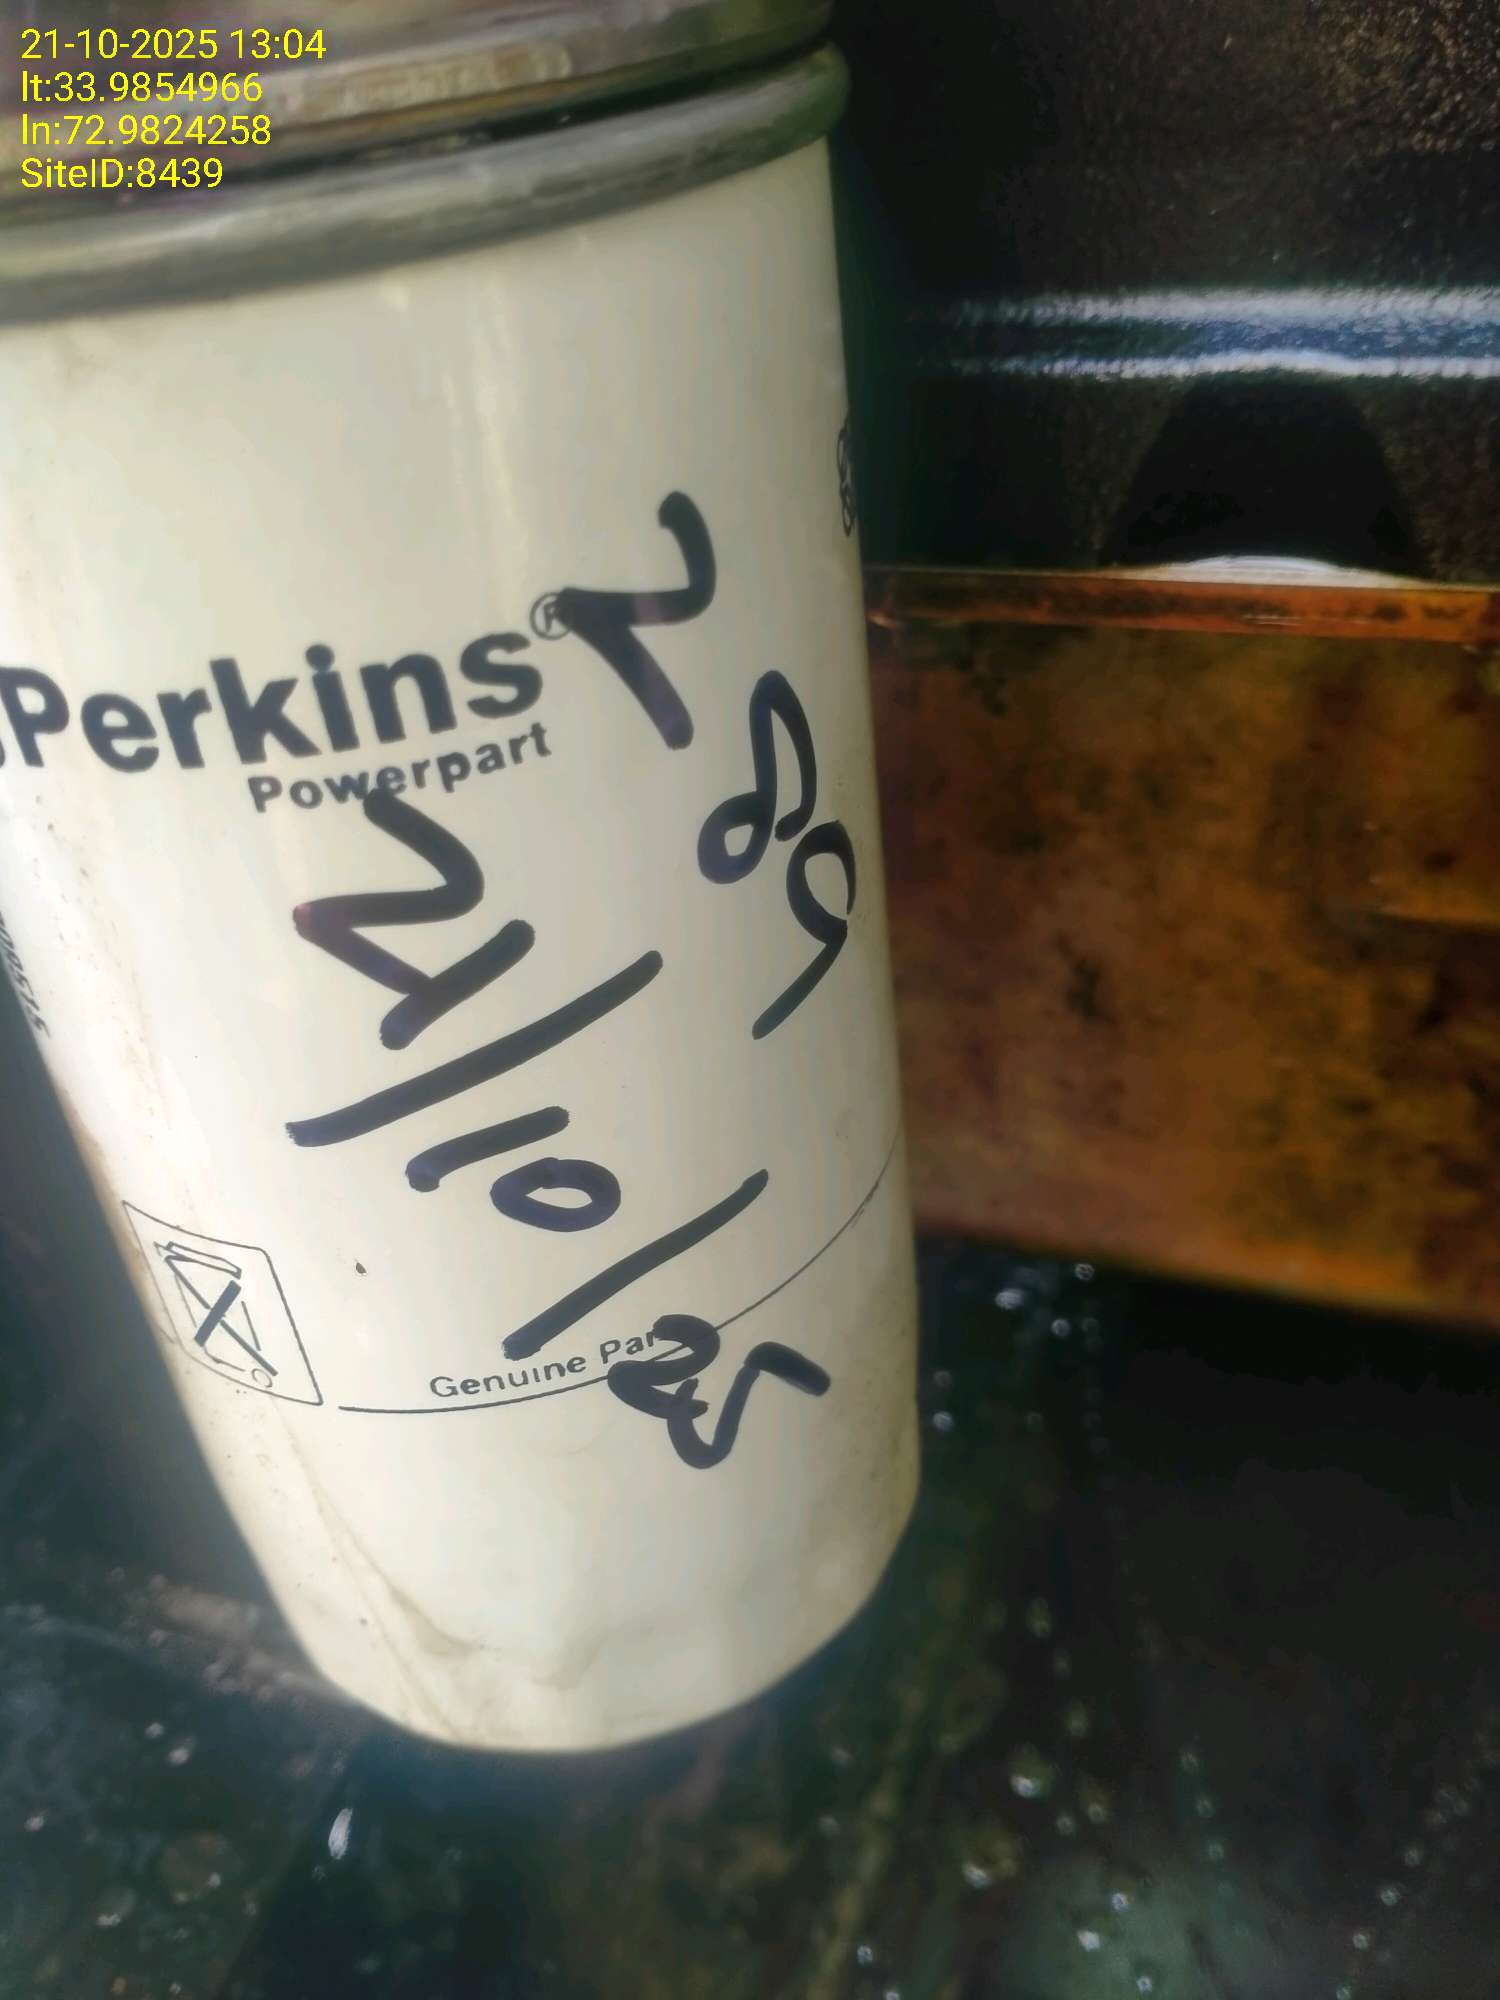 21-10-2025 13:04
lt:33.9854966
ln:72.9824258
SiteID:8439
Perkins®
Powerpart
289
21/10/25
Genuine Par